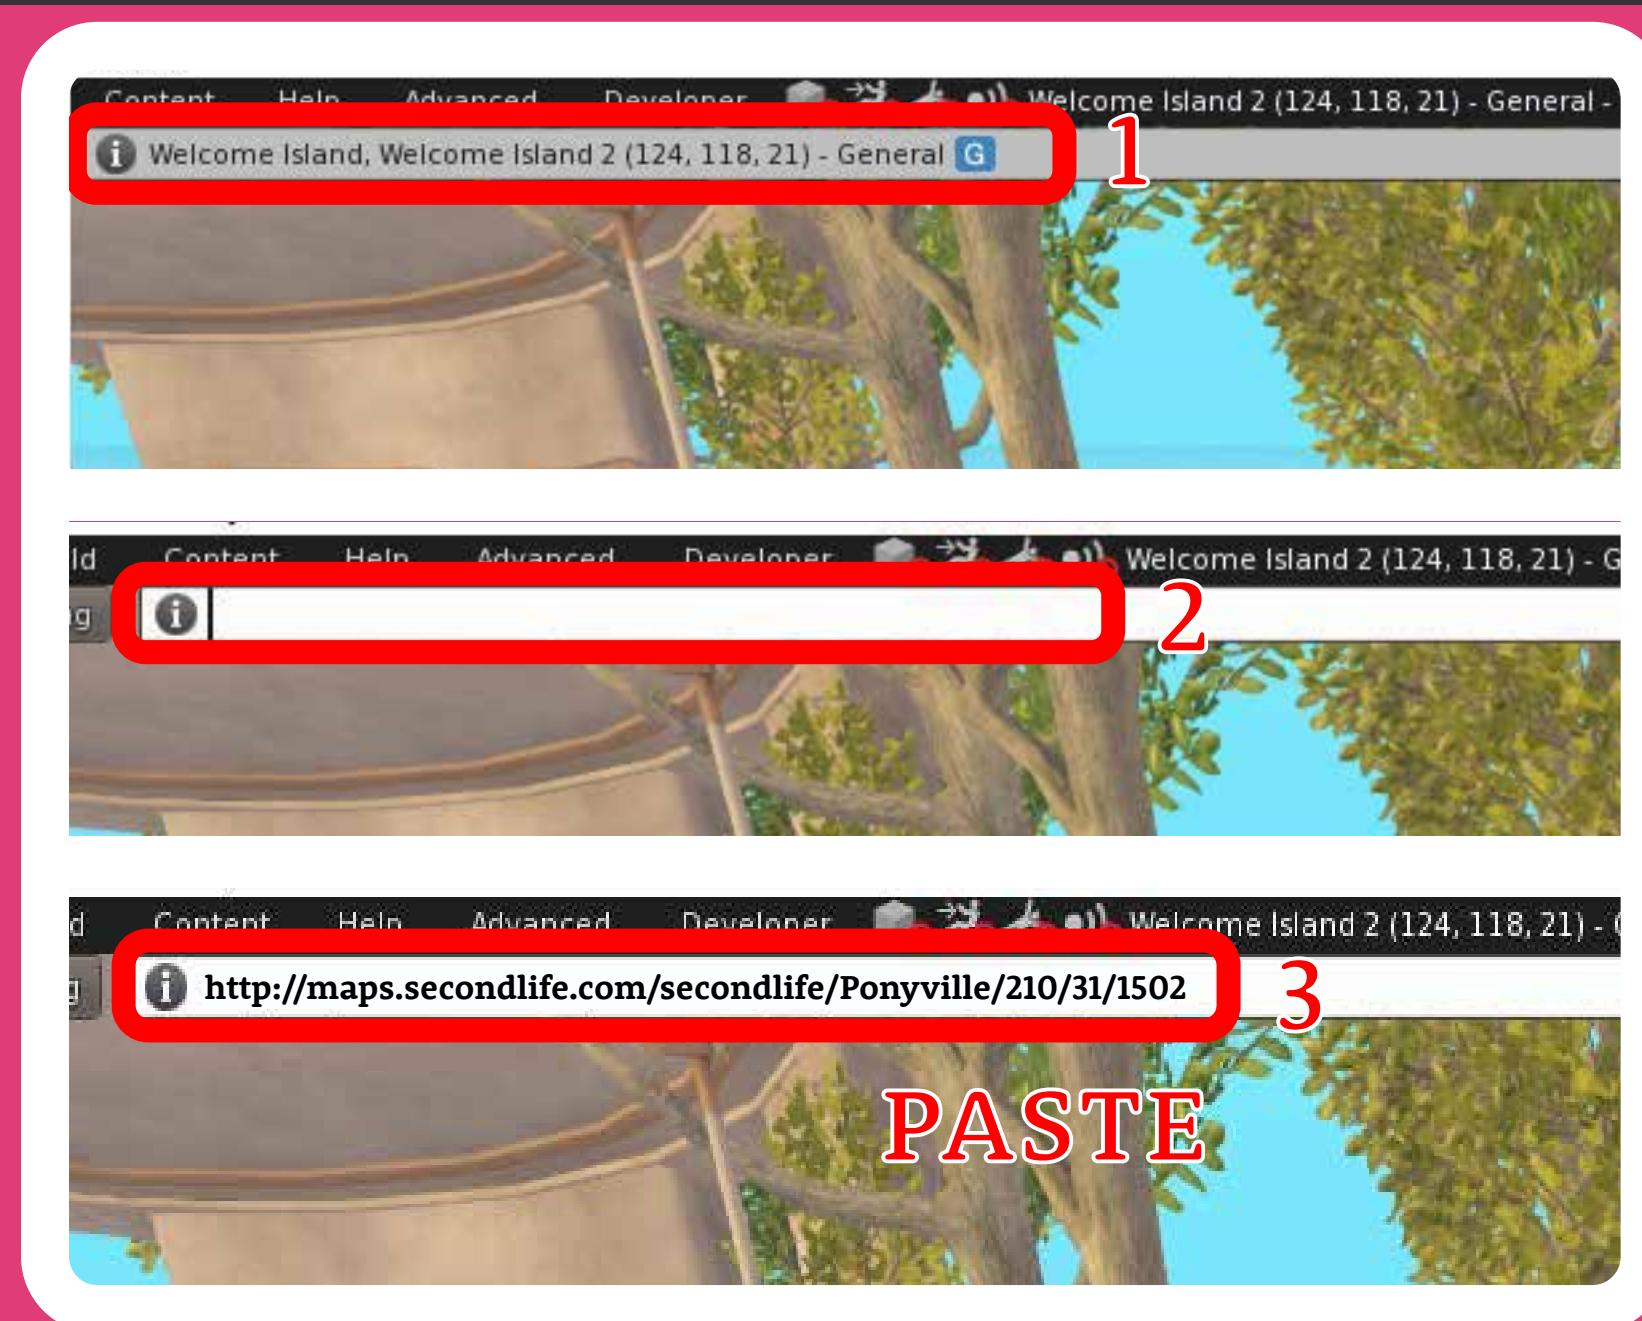 Content Help Advanced Developer Welcome Island 2 (124, 118, 21) - General -
i Welcome Island, Welcome Island 2 (124, 118, 21) - General G
1
ld Content Help Advanced Developer Welcome Island 2 (124, 118, 21) - G
g i
2
d Content Help Advanced Developer Welcome Island 2 (124, 118, 21) -
i http://maps.secondlife.com/secondlife/Ponyville/210/31/1502
3
PASTE